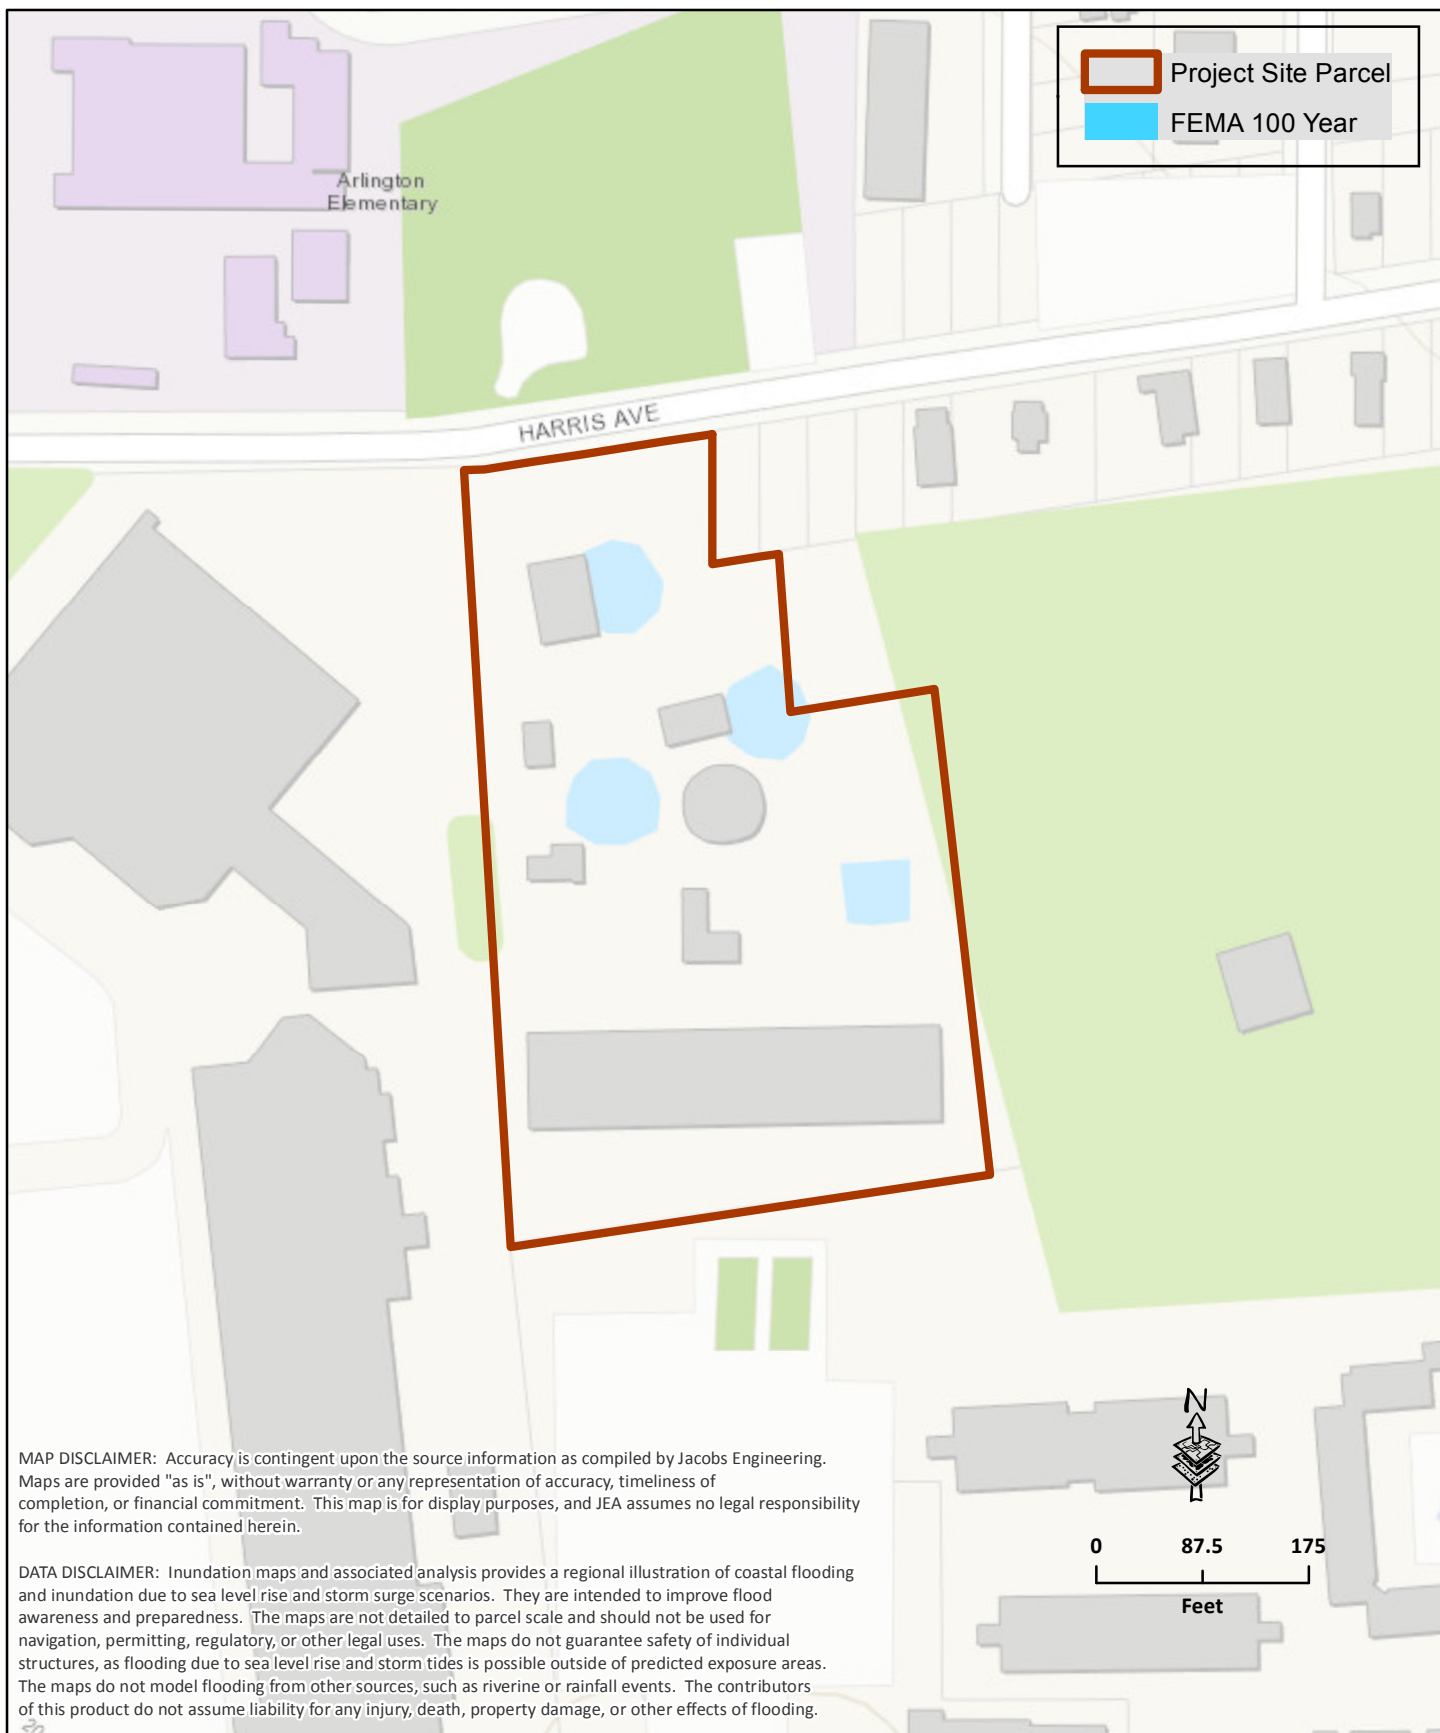 Project Site Parcel
FEMA 100 Year
Arlington
Elementary
HARRIS AVE
N
0 87.5 175
Feet
MAP DISCLAIMER: Accuracy is contingent upon the source information as compiled by Jacobs Engineering.
Maps are provided "as is", without warranty or any representation of accuracy, timeliness of
completion, or financial commitment. This map is for display purposes, and JEA assumes no legal responsibility
for the information contained herein.
DATA DISCLAIMER: Inundation maps and associated analysis provides a regional illustration of coastal flooding
and inundation due to sea level rise and storm surge scenarios. They are intended to improve flood
awareness and preparedness. The maps are not detailed to parcel scale and should not be used for
navigation, permitting, regulatory, or other legal uses. The maps do not guarantee safety of individual
structures, as flooding due to sea level rise and storm tides is possible outside of predicted exposure areas.
The maps do not model flooding from other sources, such as riverine or rainfall events. The contributors
of this product do not assume liability for any injury, death, property damage, or other effects of flooding.